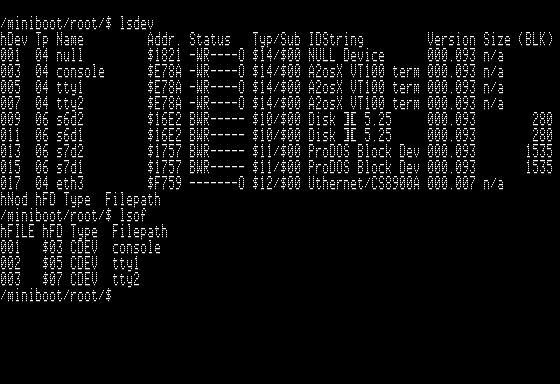 /miniboot/root/$ lsdev
hDev Tp Name         Addr. Status   Typ/Sub IDString         Version Size (BLK)
001  04 null         $1821 -WR----O $14/$00 NULL Device      000.093 n/a
003  04 console      $E78A -WR----O $14/$00 A2osX VT100 term 000.093 n/a
005  04 tty1         $E78A -WR----O $14/$00 A2osX VT100 term 000.093 n/a
007  04 tty2         $E78A -WR----O $14/$00 A2osX VT100 term 000.093 n/a
009  06 s6d2         $16E2 BWR----- $10/$00 Disk ][ 5.25     000.093        280
011  06 s6d1         $16E2 BWR----- $10/$00 Disk ][ 5.25     000.093        280
013  06 s7d2         $1757 BWR----- $11/$00 ProDOS Block Dev 000.093       1535
015  06 s7d1         $1757 BWR----- $11/$00 ProDOS Block Dev 000.093       1535
017  04 eth3         $F759 -------O $12/$00 Uthernet/CS8900A 000.007 n/a
hNod hFD Type  Filepath
/miniboot/root/$ lsof
hFILE hFD Type  Filepath
001   $03 CDEV  console
002   $05 CDEV  tty1
003   $07 CDEV  tty2
/miniboot/root/$